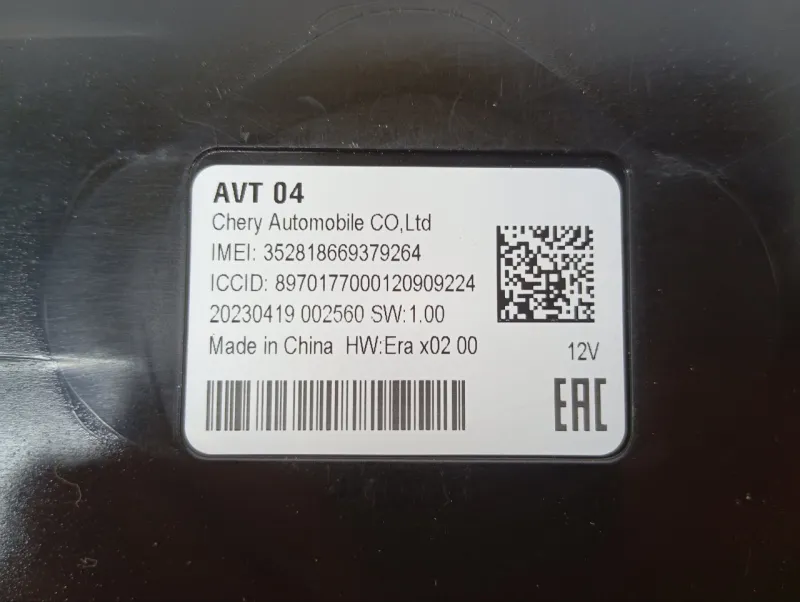 AVT 04
Chery Automobile CO,Ltd
IMEI: 352818669379264
ICCID: 8970177000120909224
20230419 002560 SW:1.00
Made in China HW:Era x02 00
12V
EAC